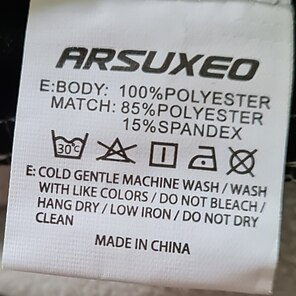 ARSUXEO
E:BODY: 100%POLYESTER
MATCH: 85%POLYESTER
15%SPANDEX
30°C
E: COLD GENTLE MACHINE WASH / WASH
WITH LIKE COLORS / DO NOT BLEACH /
HANG DRY / LOW IRON / DO NOT DRY
CLEAN
MADE IN CHINA